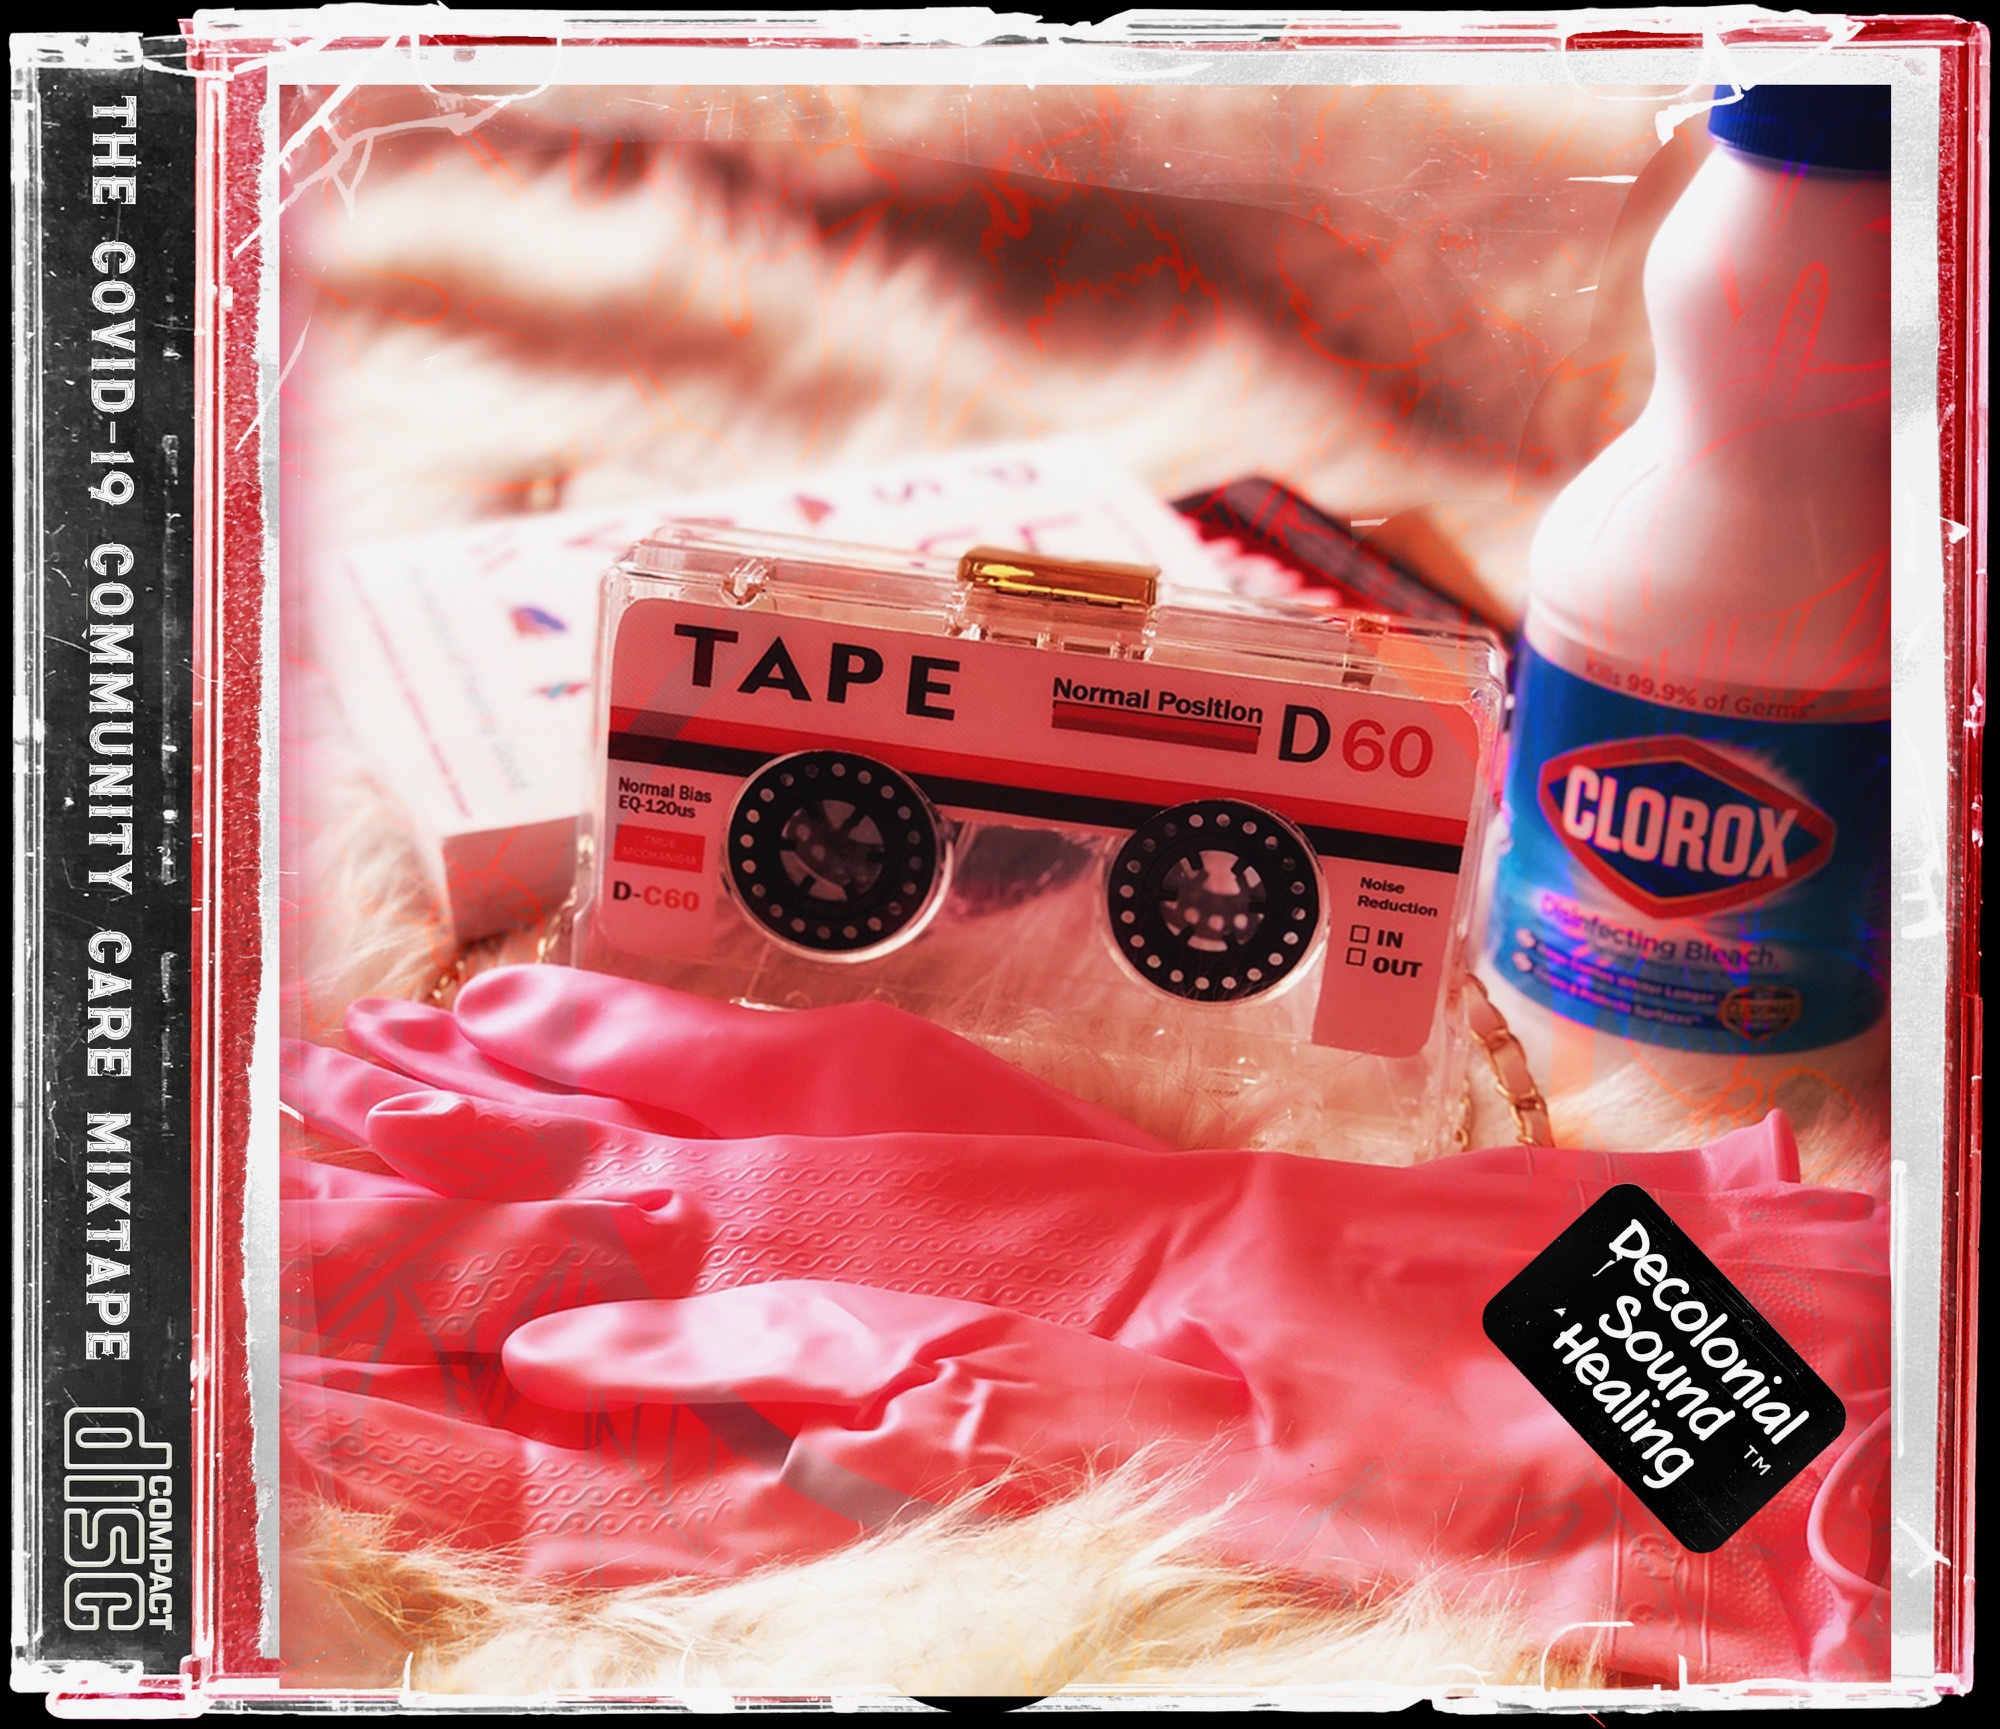 THE COVID-19 COMMUNITY CARE MIXTAPE
COMPACT
disc
TAPE
Normal Position
D60
Normal Bias
EQ-120us
D-C60
Noise
Reduction
IN
OUT
Kills 99.9% of Germs*
CLOROX
Disinfecting Bleach
Decolonial
Sound
Healing
TM